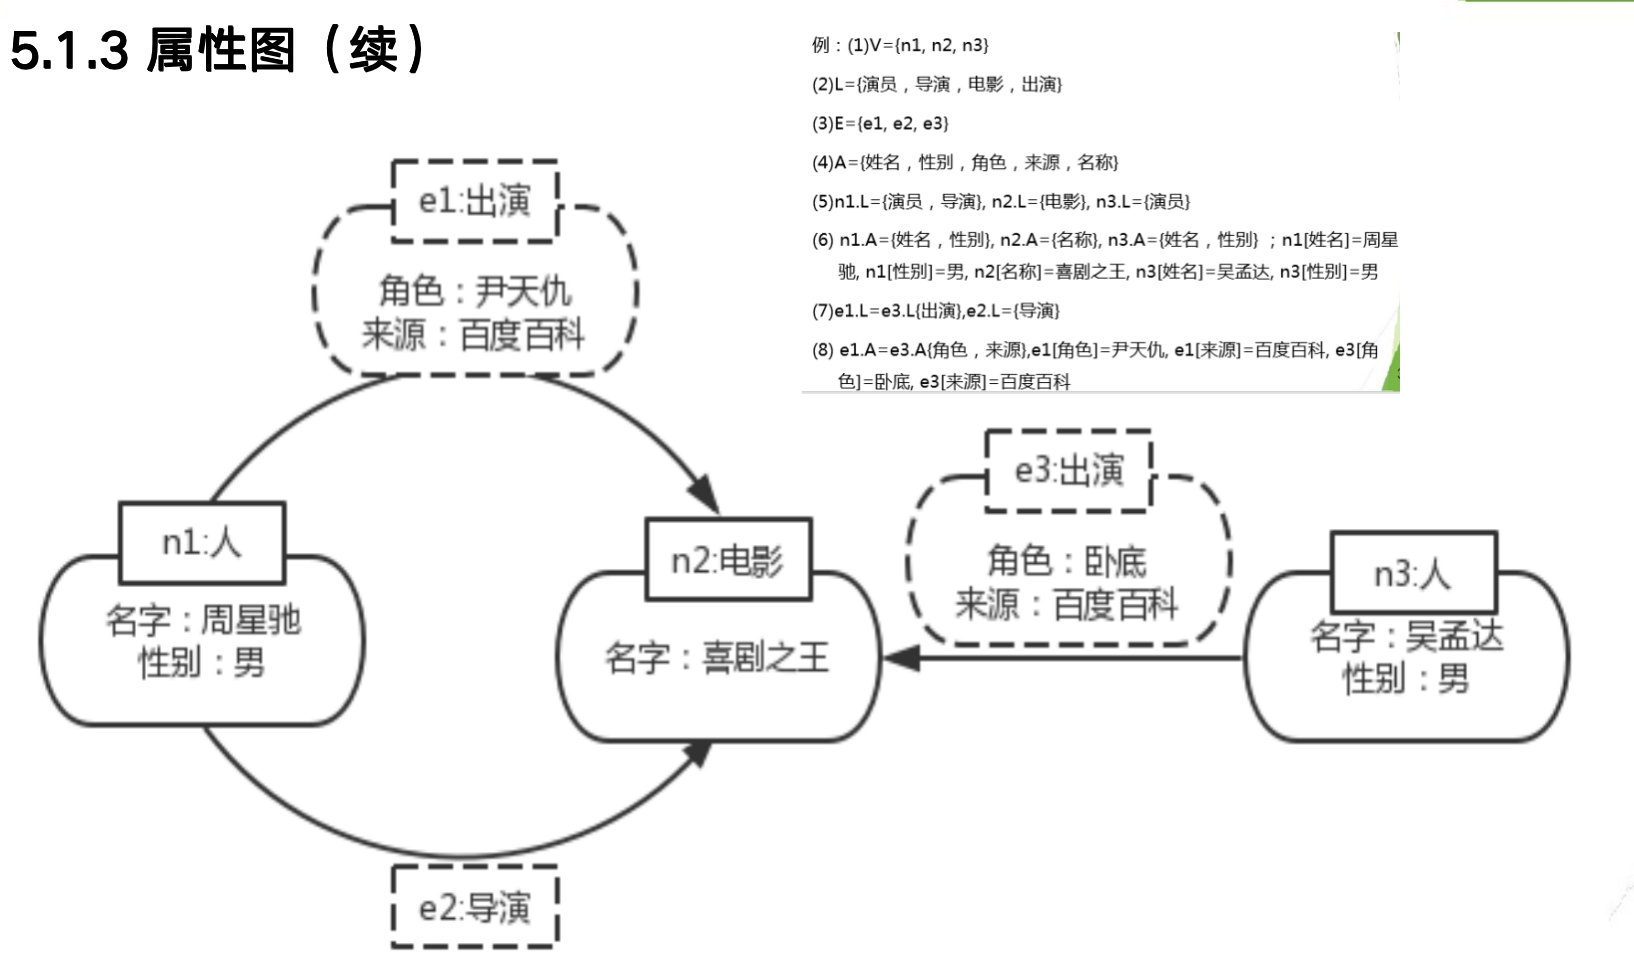 5.1.3 属性图（续）
例：(1)V={n1, n2, n3}
(2)L={演员，导演，电影，出演}
(3)E={e1, e2, e3}
(4)A={姓名，性别，角色，来源，名称}
(5)n1.L={演员，导演}, n2.L={电影}, n3.L={演员}
(6) n1.A={姓名，性别}, n2.A={名称}, n3.A={姓名，性别} ；n1[姓名]=周星
驰, n1[性别]=男, n2[名称]=喜剧之王, n3[姓名]=吴孟达, n3[性别]=男
(7)e1.L=e3.L{出演},e2.L={导演}
(8) e1.A=e3.A{角色，来源},e1[角色]=尹天仇, e1[来源]=百度百科, e3[角
色]=卧底, e3[来源]=百度百科
e1:出演
角色：尹天仇
来源：百度百科
n1:人
名字：周星驰
性别：男
n2:电影
名字：喜剧之王
e3:出演
角色：卧底
来源：百度百科
n3:人
名字：吴孟达
性别：男
e2:导演